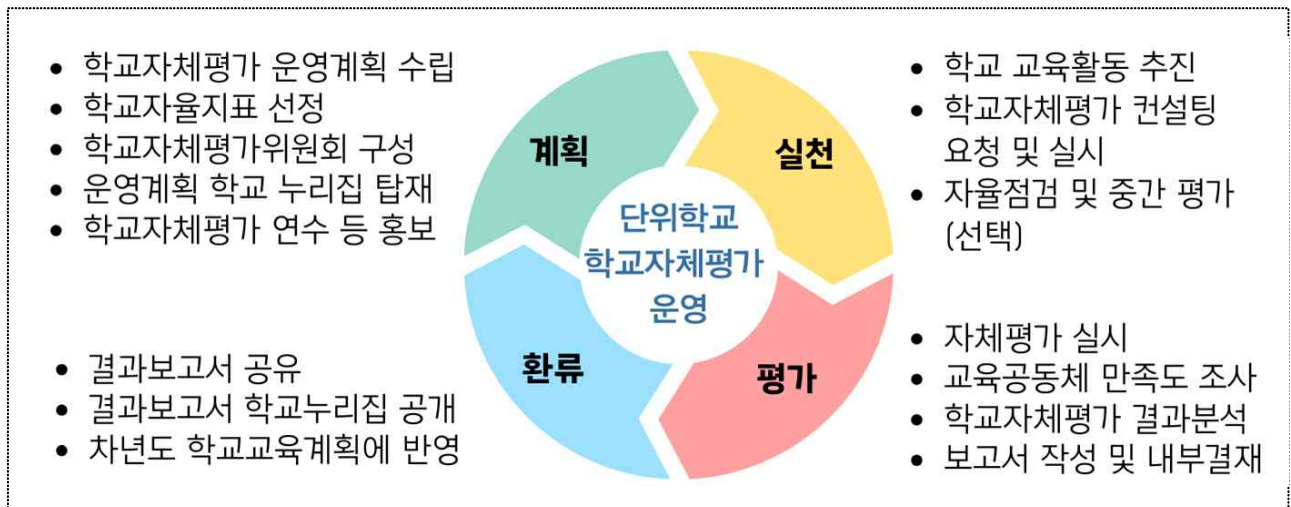 • 학교자체평가 운영계획 수립
• 학교자율지표 선정
• 학교자체평가위원회 구성
• 운영계획 학교 누리집 탑재
• 학교자체평가 연수 등 홍보
계획
실천
• 학교 교육활동 추진
• 학교자체평가 컨설팅
요청 및 실시
• 자율점검 및 중간 평가
(선택)
단위학교
학교자체평가
운영
환류
평가
• 결과보고서 공유
• 결과보고서 학교누리집 공개
• 차년도 학교교육계획에 반영
• 자체평가 실시
• 교육공동체 만족도 조사
• 학교자체평가 결과분석
• 보고서 작성 및 내부결재